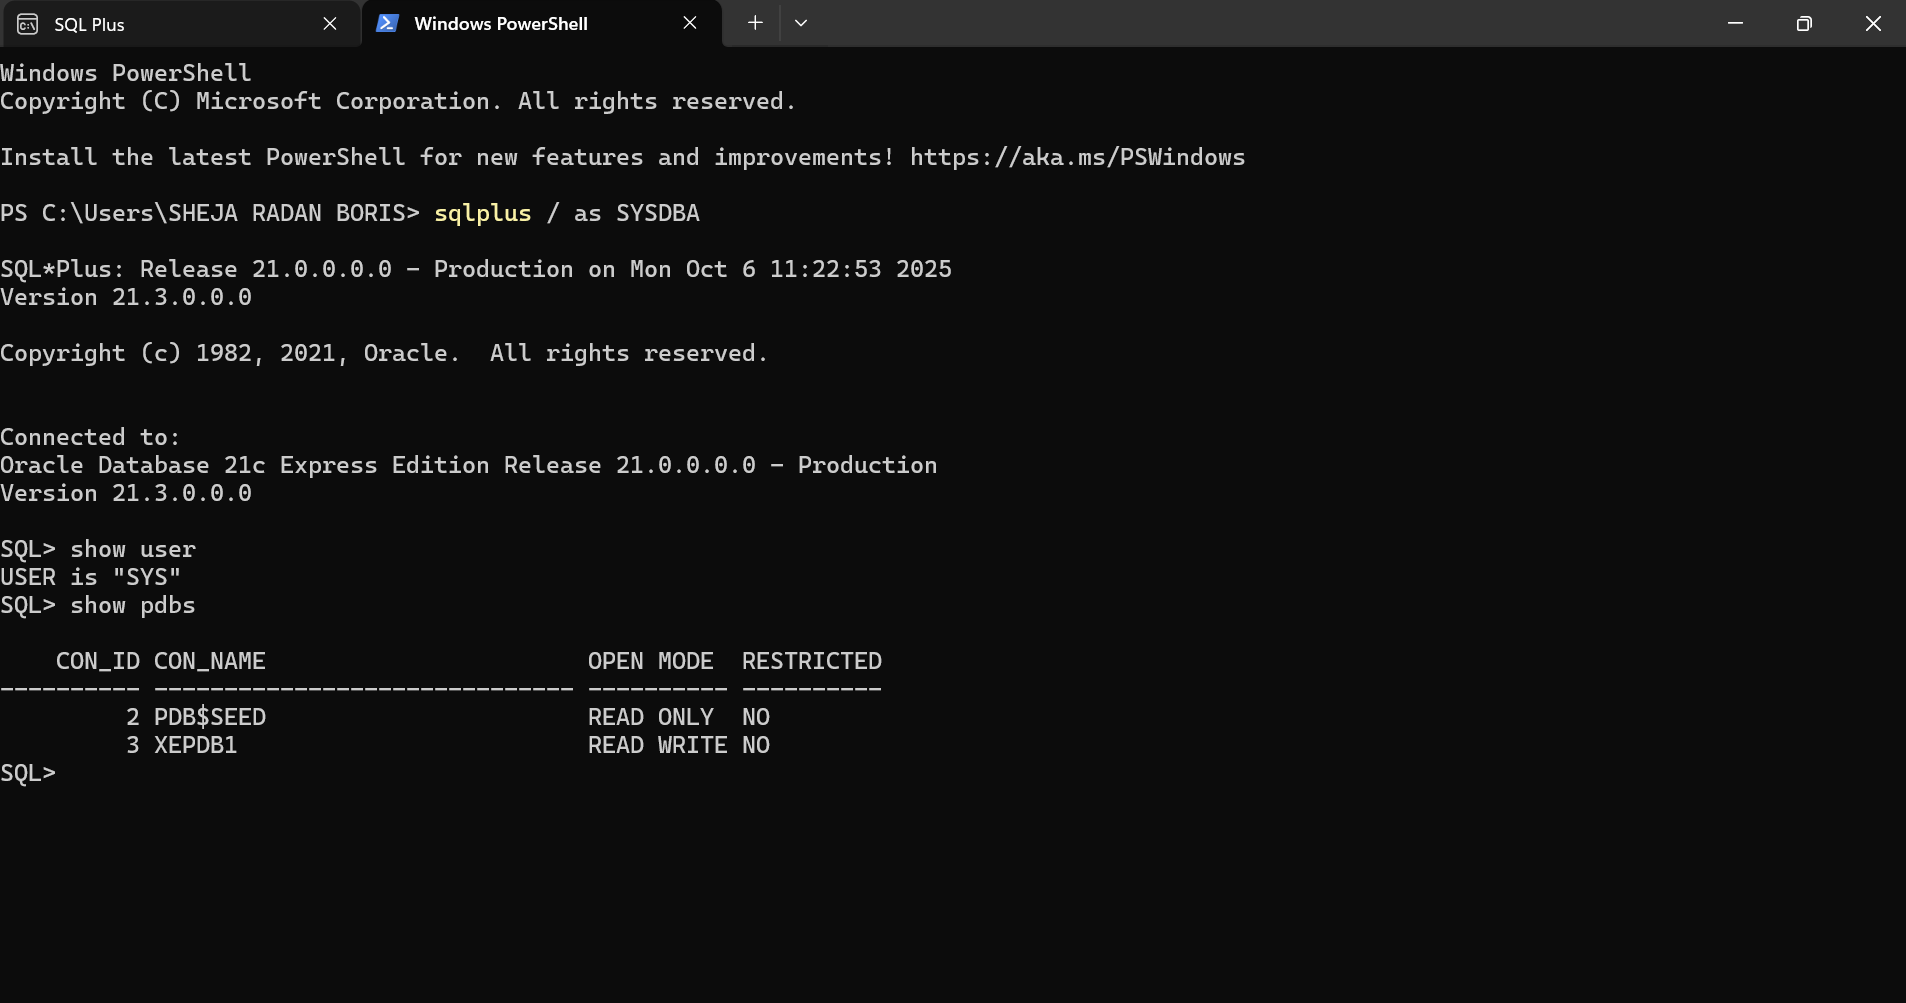 SQL Plus
Windows PowerShell
Windows PowerShell
Copyright (C) Microsoft Corporation. All rights reserved.
Install the latest PowerShell for new features and improvements! https://aka.ms/PSWindows
PS C:\Users\SHEJA RADAN BORIS> sqlplus / as SYSDBA
SQL*Plus: Release 21.0.0.0.0 - Production on Mon Oct 6 11:22:53 2025
Version 21.3.0.0.0
Copyright (c) 1982, 2021, Oracle.  All rights reserved.
Connected to:
Oracle Database 21c Express Edition Release 21.0.0.0.0 - Production
Version 21.3.0.0.0
SQL> show user
USER is "SYS"
SQL> show pdbs
    CON_ID CON_NAME                       OPEN MODE  RESTRICTED
---------- ------------------------------ ---------- ----------
         2 PDB$SEED                       READ ONLY  NO
         3 XEPDB1                         READ WRITE NO
SQL>